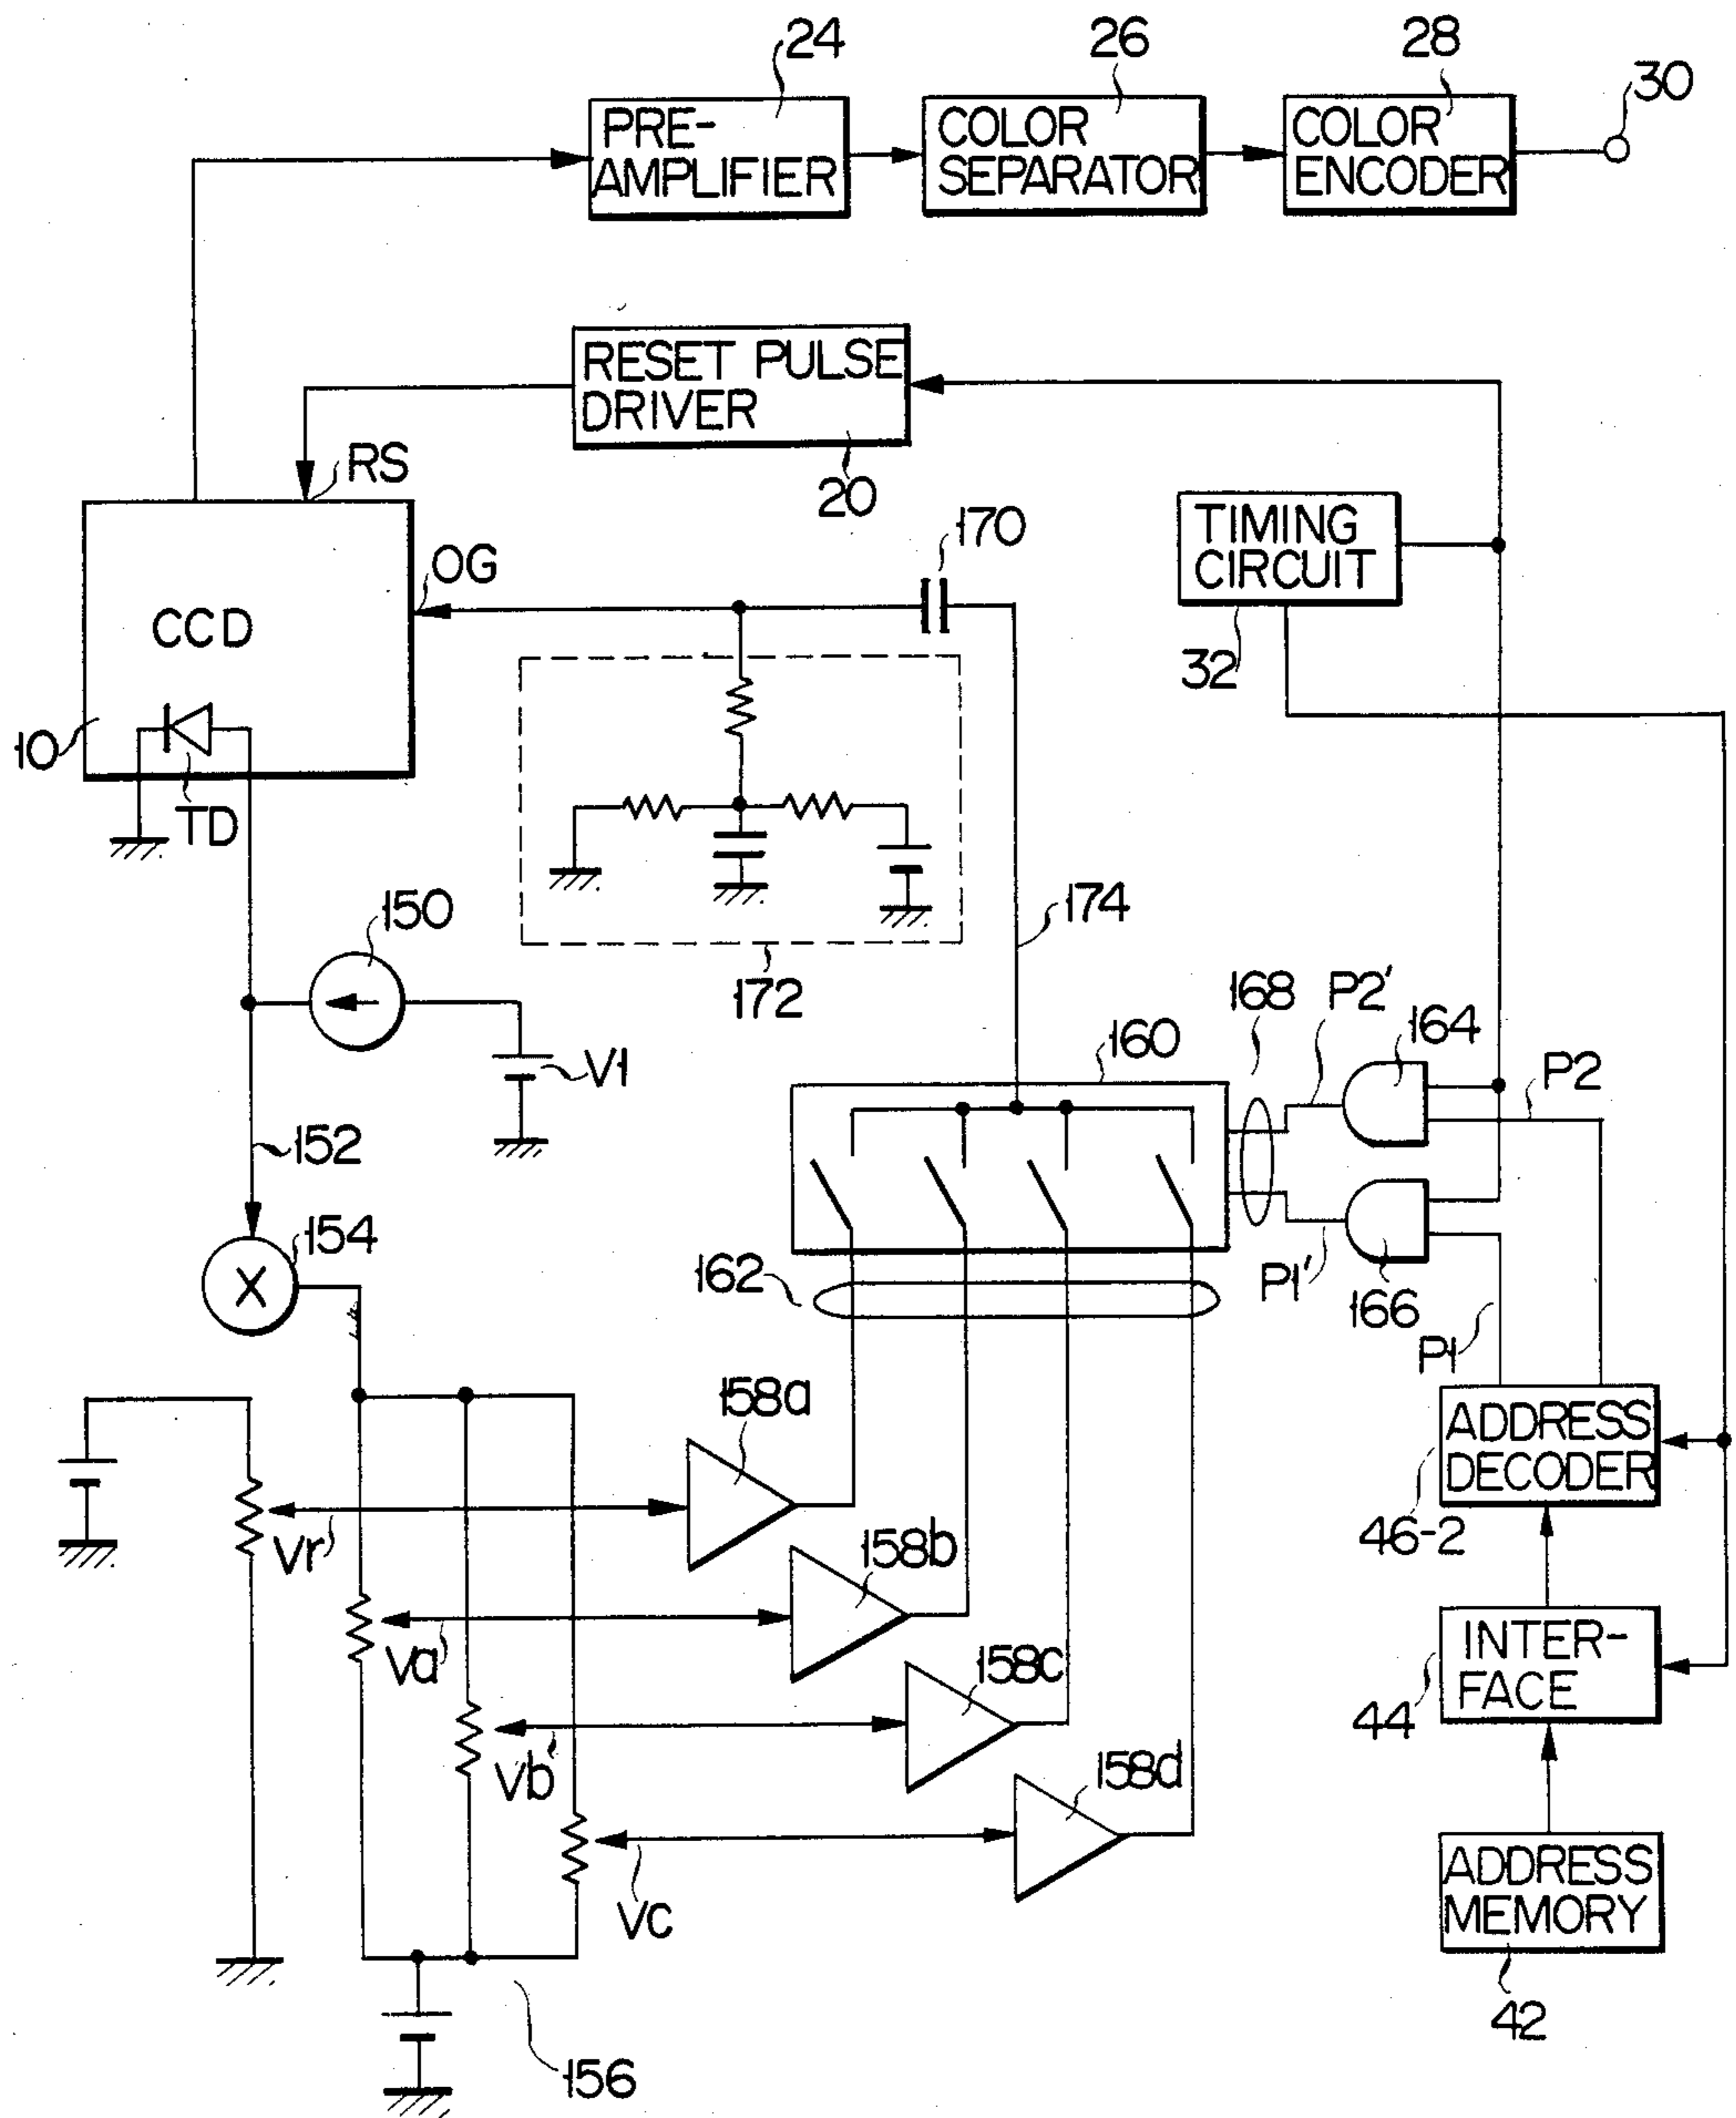 24
26
28
30
PRE-
AMPLIFIER
COLOR
SEPARATOR
COLOR
ENCODER
RESET PULSE
DRIVER
RS
20
170
TIMING
CIRCUIT
OG
CCD
32
10
TD
150
174
172
168
P2'
164
160
P2
V1
152
154
X
162
P1'
166
P1
158a
ADDRESS
DECODER
46-2
Vr
158b
INTER-
FACE
Va
158c
44
Vb
158d
ADDRESS
MEMORY
Vc
42
156